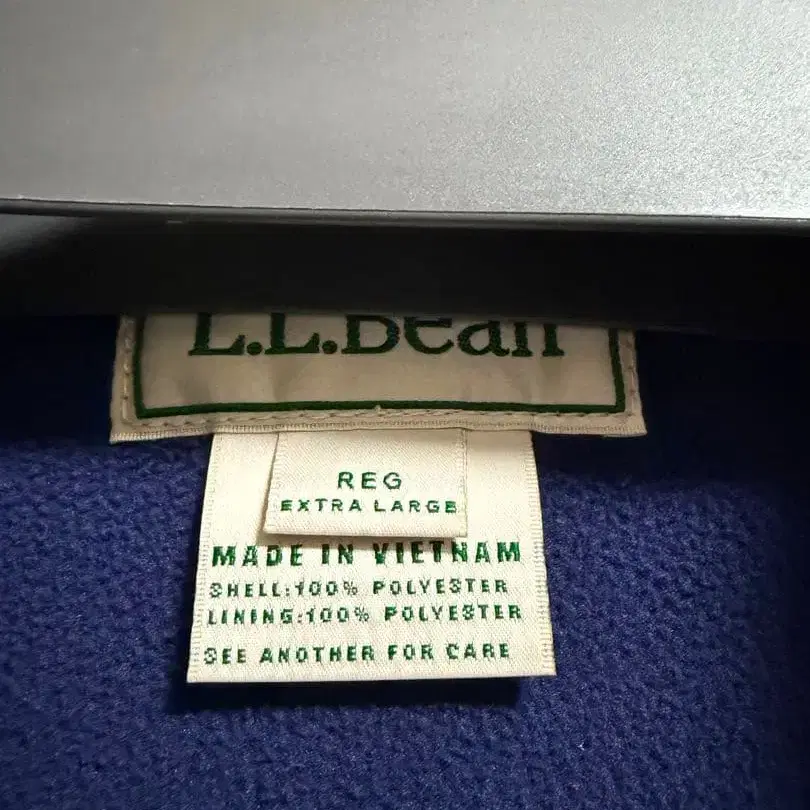 L.L.Bean
REG
EXTRA LARGE
MADE IN VIETNAM
SHELL:100% POLYESTER
LINING:100% POLYESTER
SEE ANOTHER FOR CARE